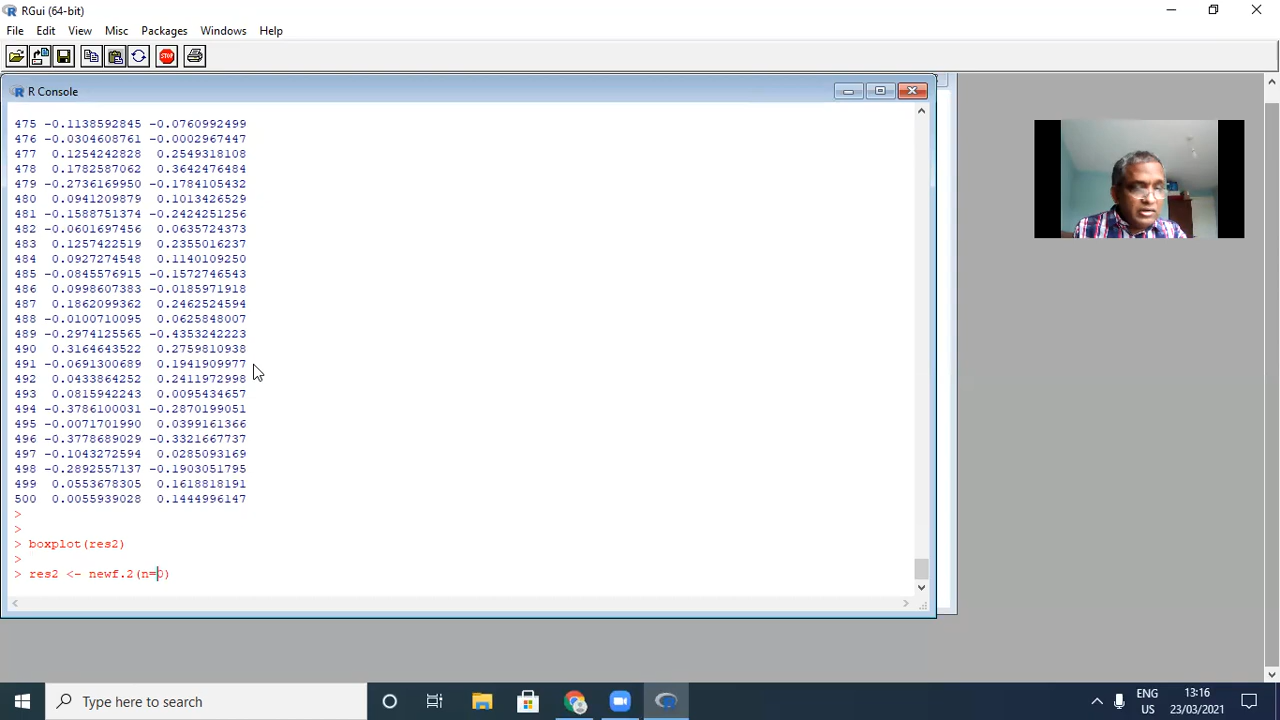 RGui (64-bit)
File Edit View Misc Packages Windows Help
STOP
R Console
475 -0.1138592845 -0.0760992499
476 -0.0304608761 -0.0002967447
477 0.1254242828 0.2549318108
478 0.1782587062 0.3642476484
479 -0.2736169950 -0.1784105432
480 0.0941209879 0.1013426529
481 -0.1588751374 -0.2424251256
482 -0.0601697456 0.0635724373
483 0.1257422519 0.2355016237
484 0.0927274548 0.1140109250
485 -0.0845576915 -0.1572746543
486 0.0998607383 -0.0185971918
487 0.1862099362 0.2462524594
488 -0.0100710095 0.0625848007
489 -0.2974125565 -0.4353242223
490 0.3164643522 0.2759810938
491 -0.0691300689 0.1941909977
492 0.0433864252 0.2411972998
493 0.0815942243 0.0095434657
494 -0.3786100031 -0.2870199051
495 -0.0071701990 0.0399161366
496 -0.3778689029 -0.3321667737
497 -0.1043272594 0.0285093169
498 -0.2892557137 -0.1903051795
499 0.0553678305 0.1618818191
500 0.0055939028 0.1444996147
>
>
> boxplot(res2)
>
> res2 <- newf.2(n=0)
Type here to search
ENG
US
13:16
23/03/2021